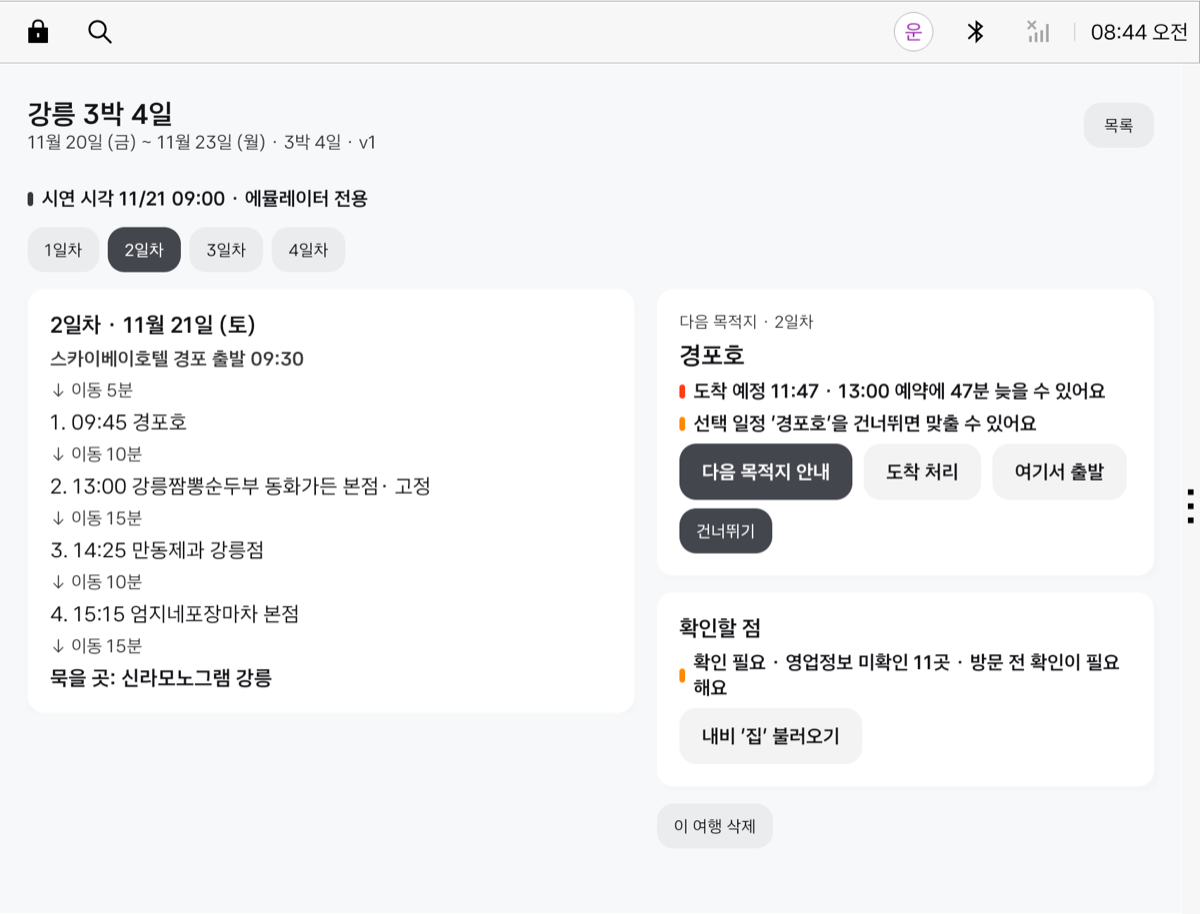 운
08:44 오전
강릉 3박 4일
11월 20일 (금) ~ 11월 23일 (월) · 3박 4일 · v1
목록
시연 시각 11/21 09:00 · 에뮬레이터 전용
1일차
2일차
3일차
4일차
2일차 · 11월 21일 (토)
스카이베이호텔 경포 출발 09:30
↓ 이동 5분
1. 09:45 경포호
↓ 이동 10분
2. 13:00 강릉짬뽕순두부 동화가든 본점 · 고정
↓ 이동 15분
3. 14:25 만동제과 강릉점
↓ 이동 10분
4. 15:15 엄지네포장마차 본점
↓ 이동 15분
묵을 곳: 신라모노그램 강릉
다음 목적지 · 2일차
경포호
도착 예정 11:47 · 13:00 예약에 47분 늦을 수 있어요
선택 일정 '경포호'을 건너뛰면 맞출 수 있어요
다음 목적지 안내
도착 처리
여기서 출발
건너뛰기
확인할 점
확인 필요 · 영업정보 미확인 11곳 · 방문 전 확인이 필요
해요
내비 '집' 불러오기
이 여행 삭제